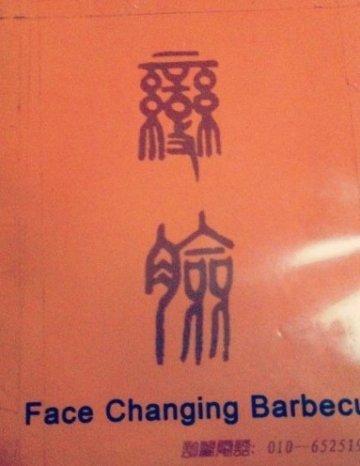 變臉
Face Changing Barbecu
010-652519